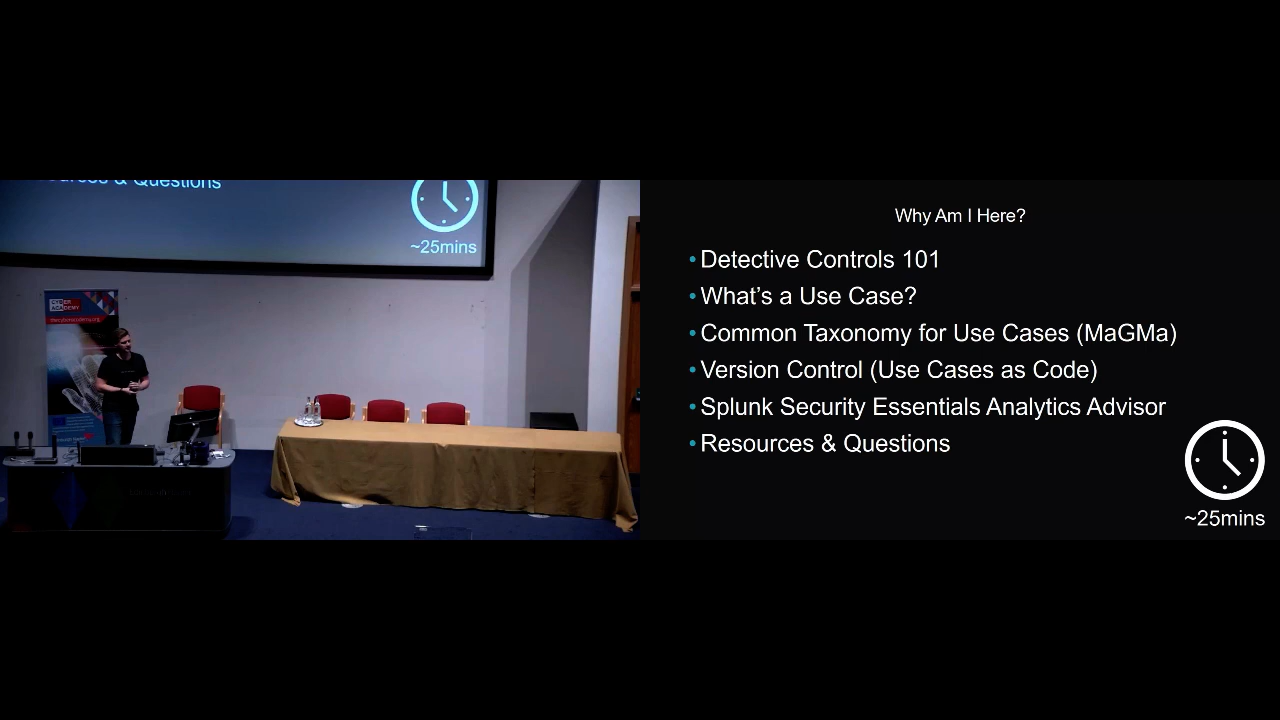 & Questions
~25mins
Why Am I Here?
•Detective Controls 101
•What's a Use Case?
•Common Taxonomy for Use Cases (MaGMa)
•Version Control (Use Cases as Code)
•Splunk Security Essentials Analytics Advisor
•Resources & Questions
~25mins